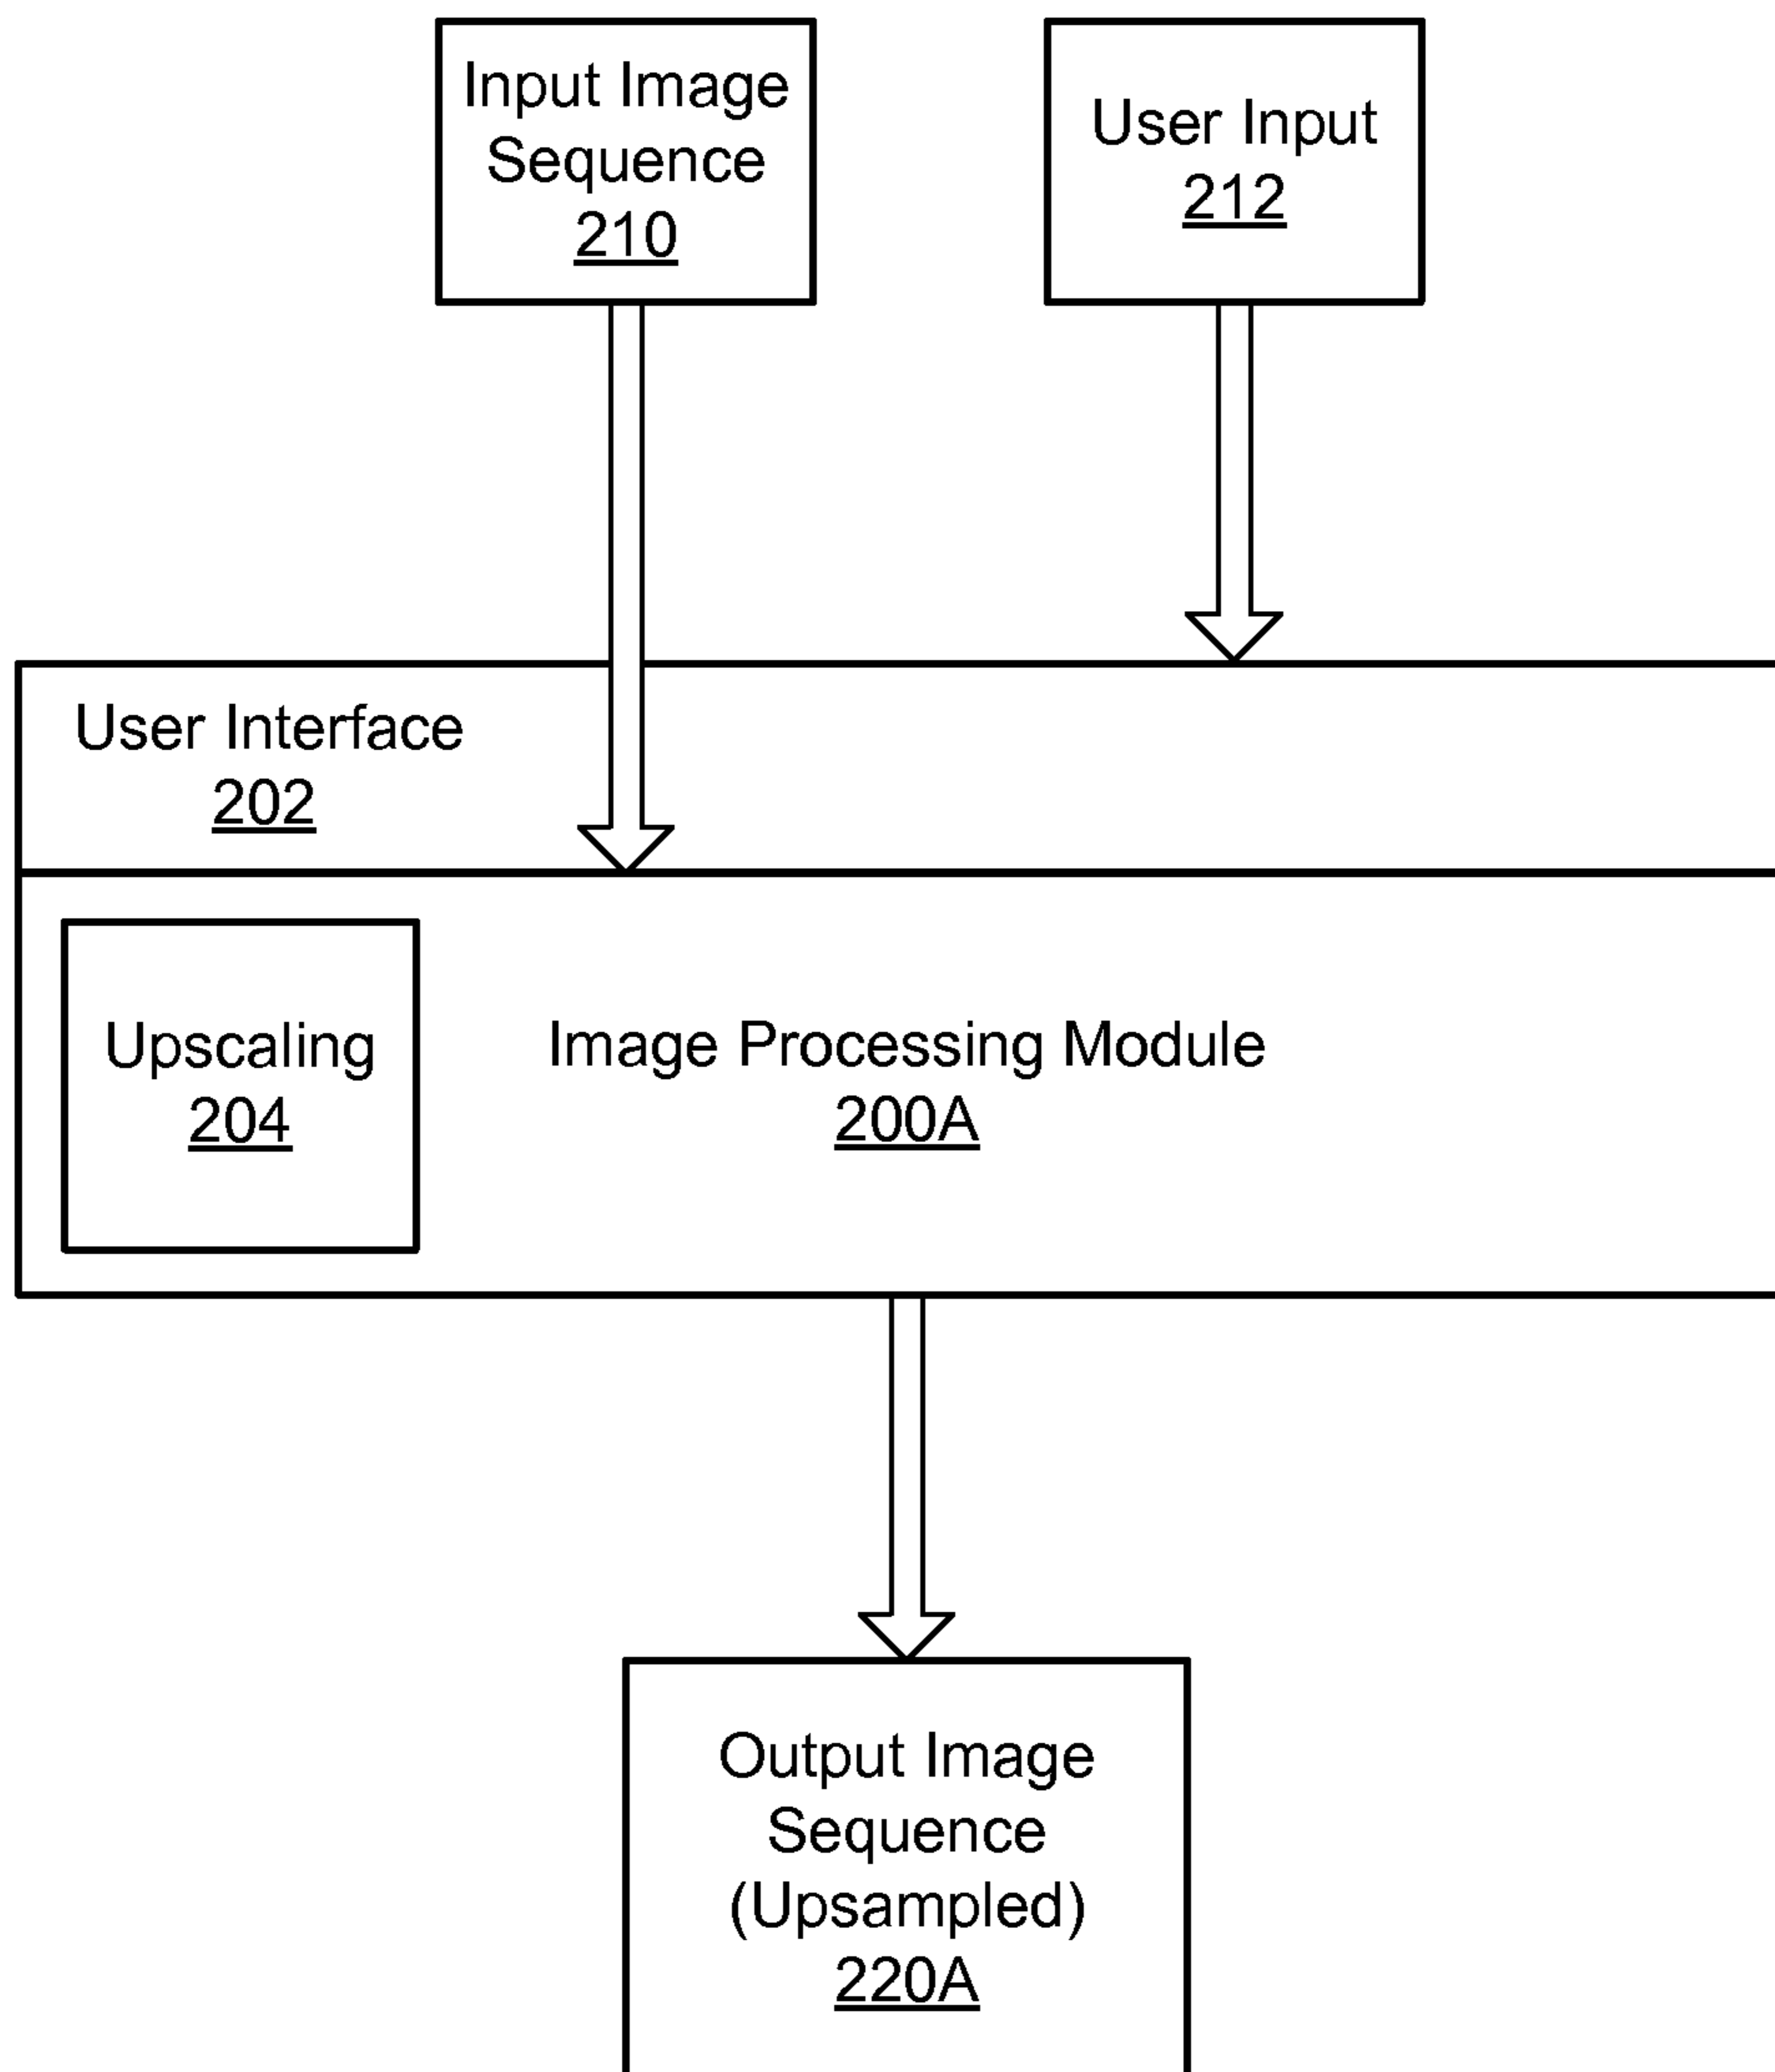 Input Image
Sequence
210
User Input
212
User Interface
202
Upscaling
204
Image Processing Module
200A
Output Image
Sequence
(Upsampled)
220A